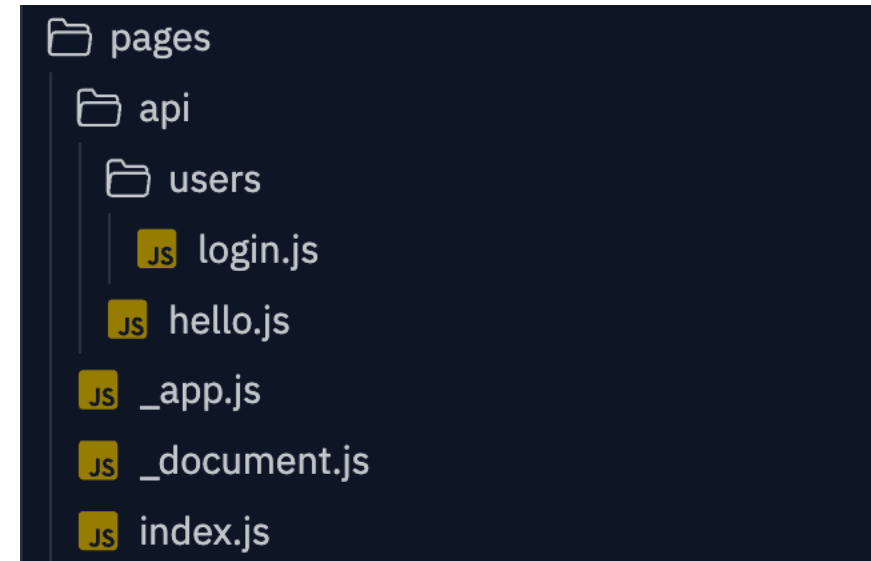 pages
api
users
JS login.js
JS hello.js
JS _app.js
JS _document.js
JS index.js